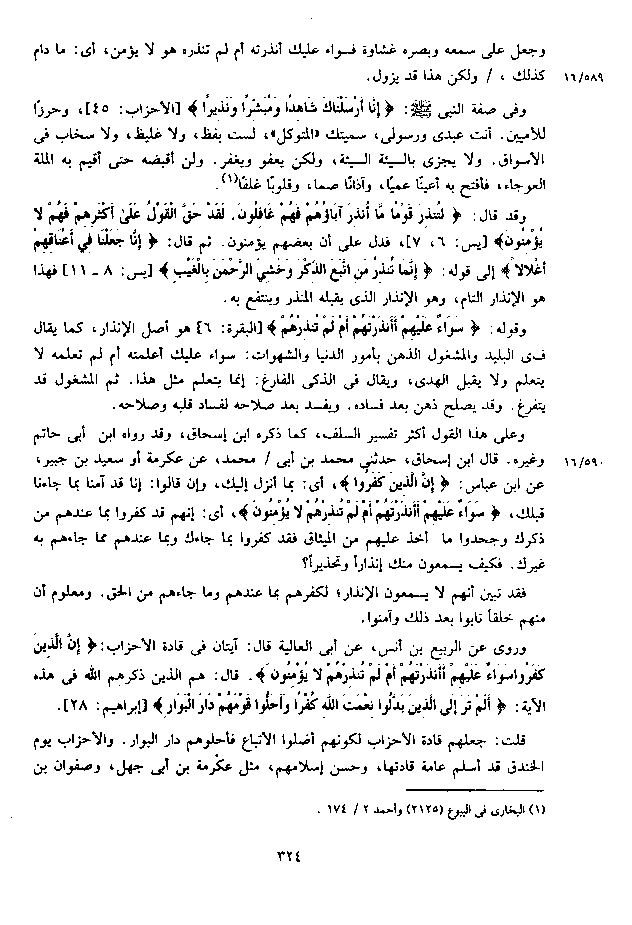 وجعل على سمعه وبصره غشاوة فسواء عليك أنذرته أم لم تنذره هو لا يؤمن، أى: ما دام
١٦/٥٨٩ كذلك ، / ولكن هذا قد يزول.
وفى صفة النبى ﷺ: ﴿ إِنَّا أَرْسَلْنَاكَ شَاهِدًا وَمُبَشِّرًا وَنَذِيرًا ﴾ [الأحزاب: ٤٥]، وحرزًا
للأميين. أنت عبدى ورسولى، سميتك «المتوكل»، لست بفظ، ولا غليظ، ولا سخاب فى
الأسواق. ولا يجزى بالسيئة السيئة، ولكن يعفو ويغفر. ولن أقبضه حتى أقيم به الملة
العوجاء، فأفتح به أعينًا عميًا، وآذانًا صما، وقلوبًا غلفًا(١).
وقد قال: ﴿ لِتُنذِرَ قَوْمًا مَّا أُنذِرَ آبَاؤُهُمْ فَهُمْ غَافِلُونَ. لَقَدْ حَقَّ الْقَوْلُ عَلَىٰ أَكْثَرِهِمْ فَهُمْ لا
يُؤْمِنُونَ﴾ [يس: ٦، ٧]، فدل على أن بعضهم يؤمنون. ثم قال: ﴿ إِنَّا جَعَلْنَا فِي أَعْنَاقِهِمْ
أَغْلالاً﴾ إلى قوله: ﴿ إِنَّمَا تُنذِرُ مَنِ اتَّبَعَ الذِّكْرَ وَخَشِيَ الرَّحْمَنَ بِالْغَيْبِ ﴾ [يس: ٨ ـ ١١] فهذا
هو الإنذار التام، وهو الإنذار الذى يقبله المنذر وينتفع به.
وقوله: ﴿ سَوَاءٌ عَلَيْهِمْ أَأَنذَرْتَهُمْ أَمْ لَمْ تُنذِرْهُمْ ﴾ [البقرة: ٦] هو أصل الإنذار، كما يقال
فى البليد والمشغول الذهن بأمور الدنيا والشهوات: سواء عليك أعلمته أم لم تعلمه لا
يتعلم ولا يقبل الهدى، ويقال فى الذكى الفارغ: إنما يتعلم مثل هذا. ثم المشغول قد
يتفرغ. وقد يصلح ذهن بعد فساده. ويفسد بعد صلاحه لفساد قلبه وصلاحه.
وعلى هذا القول أكثر تفسير السلف، كما ذكره ابن إسحاق، وقد رواه ابن أبى حاتم
١٦/٥٩٠ وغيره. قال ابن إسحاق، حدثني محمد بن أبى / محمد، عن عكرمة أو سعيد بن جبير،
عن ابن عباس: ﴿ إِنَّ الَّذِينَ كَفَرُوا ﴾، أى: بما أنزل إليك، وإن قالوا: إنا قد آمنا بما جاءنا
قبلك، ﴿ سَوَاءٌ عَلَيْهِمْ أَأَنذَرْتَهُمْ أَمْ لَمْ تُنذِرْهُمْ لا يُؤْمِنُونَ ﴾، أى: إنهم قد كفروا بما عندهم من
ذكرك وجحدوا ما أخذ عليهم من الميثاق فقد كفروا بما جاءك وبما عندهم مما جاءهم به
غيرك. فكيف يسمعون منك إنذاراً وتحذيراً؟
فقد تبين أنهم لا يسمعون الإنذار؛ لكفرهم بما عندهم وما جاءهم من الحق. ومعلوم أن
منهم خلقاً تابوا بعد ذلك وآمنوا.
وروى عن الربيع بن أنس، عن أبى العالية قال: آيتان فى قادة الأحزاب:﴿ إِنَّ الَّذِينَ
كَفَرُوا سَوَاءٌ عَلَيْهِمْ أَأَنذَرْتَهُمْ أَمْ لَمْ تُنذِرْهُمْ لا يُؤْمِنُونَ ﴾. قال: هم الذين ذكرهم الله فى هذه
الآية: ﴿ أَلَمْ تَرَ إِلَى الَّذِينَ بَدَّلُوا نِعْمَتَ اللَّهِ كُفْرًا وَأَحَلُّوا قَوْمَهُمْ دَارَ الْبَوَارِ ﴾ [إبراهيم: ٢٨].
قلت: جعلهم قادة الأحزاب لكونهم أضلوا الأتباع فأحلوهم دار البوار. والأحزاب يوم
الخندق قد أسلم عامة قادتها، وحسن إسلامهم، مثل عكْرمة بن أبى جهل، وصفوان بن
(١) البخارى فى البيوع (٢١٢٥) وأحمد ٢ / ١٧٤ .
٣٢٤